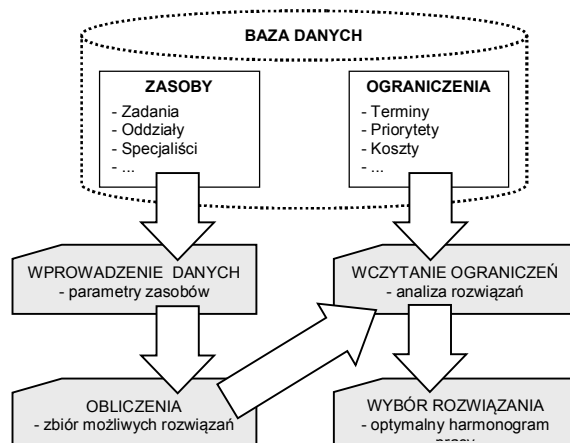 BAZA DANYCH
ZASOBY
- Zadania
- Oddziały
- Specjaliści
- ...
OGRANICZENIA
- Terminy
- Priorytety
- Koszty
- ...
WPROWADZENIE DANYCH
- parametry zasobów
WCZYTANIE OGRANICZEŃ
- analiza rozwiązań
OBLICZENIA
- zbiór możliwych rozwiązań
WYBÓR ROZWIĄZANIA
- optymalny harmonogram